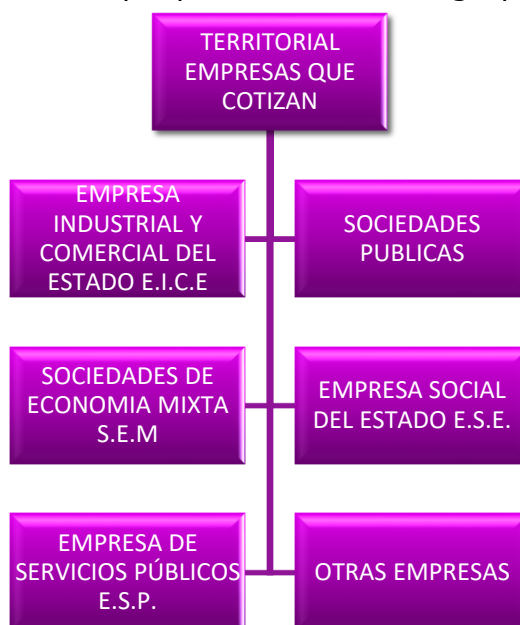 TERRITORIAL
EMPRESAS QUE
COTIZAN
EMPRESA
INDUSTRIAL Y
COMERCIAL DEL
ESTADO E.I.C.E
SOCIEDADES
PUBLICAS
SOCIEDADES DE
ECONOMIA MIXTA
S.E.M
EMPRESA SOCIAL
DEL ESTADO E.S.E.
EMPRESA DE
SERVICIOS PÚBLICOS
E.S.P.
OTRAS EMPRESAS